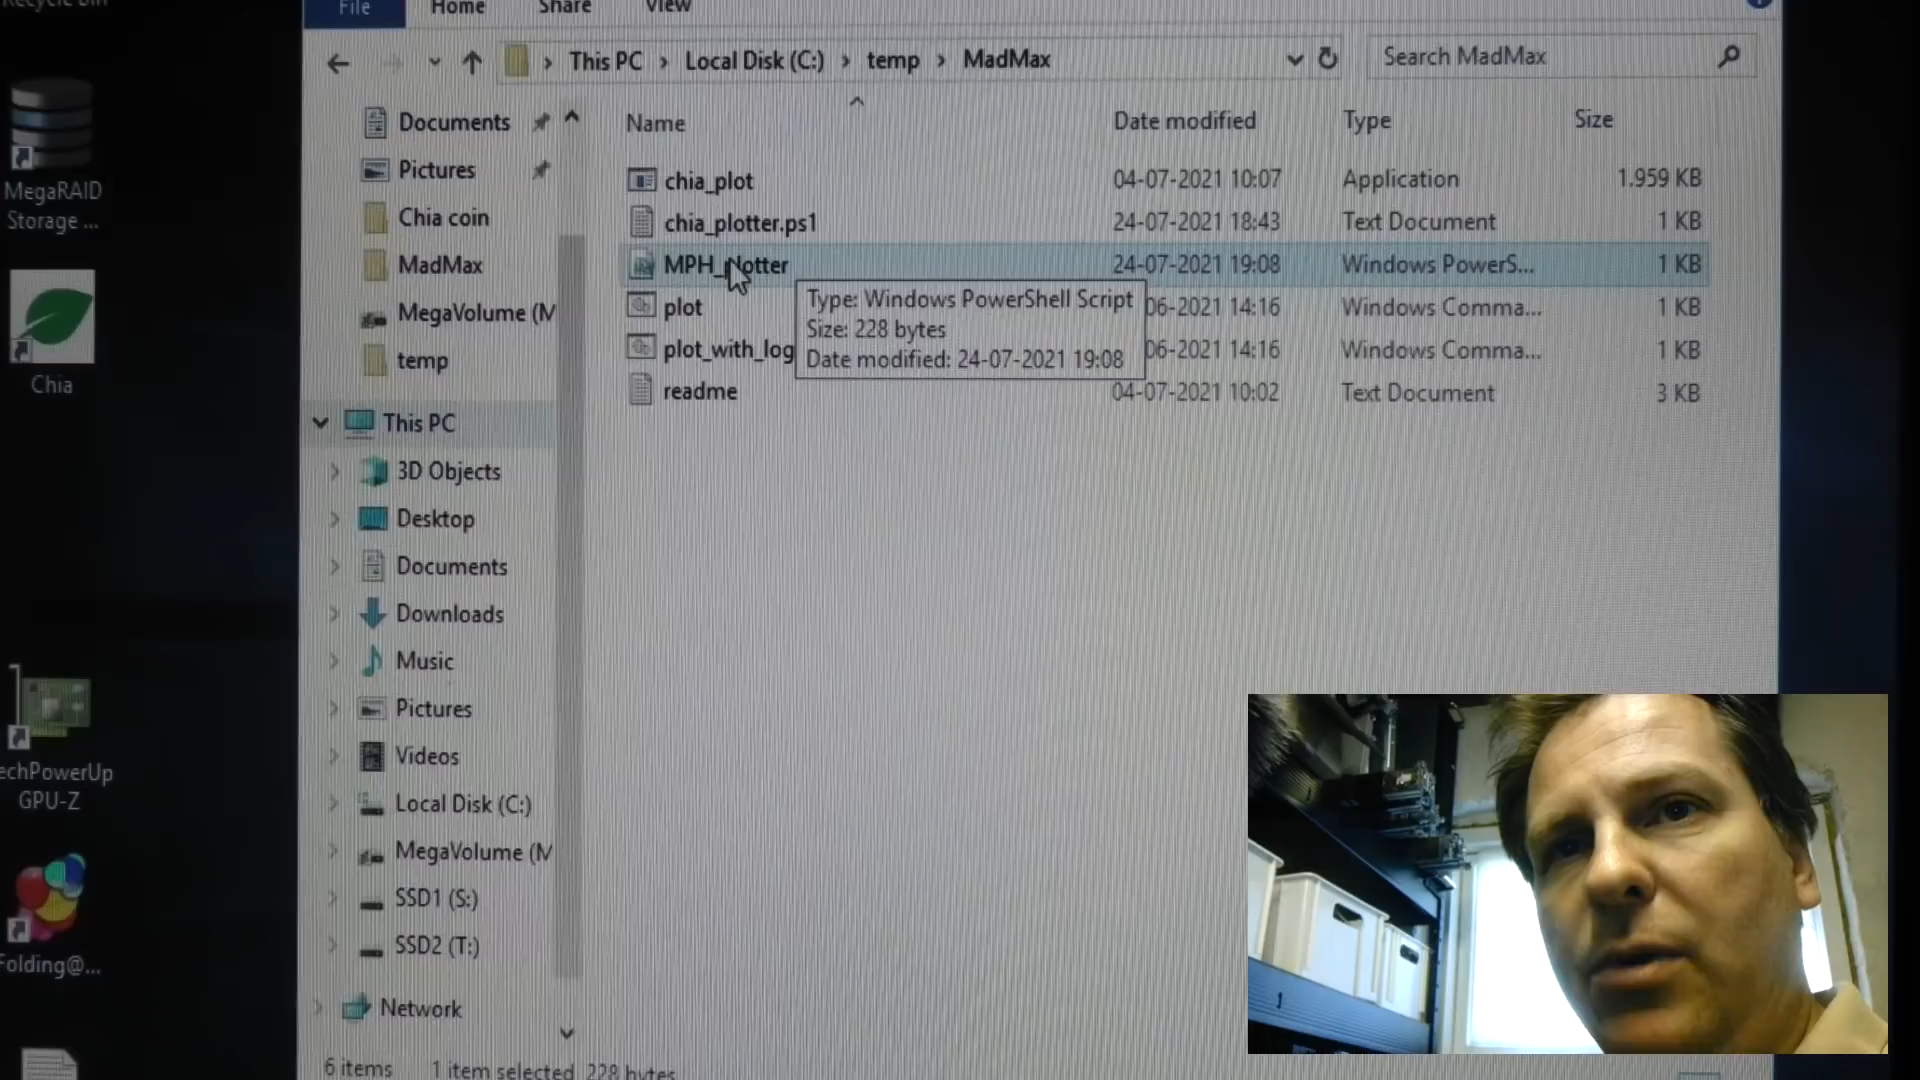 Recycle Bin
MegaRAID
Storage ...
Chia
echPowerUp
GPU-Z
Folding@...
File
Home
Share
View
This PC
Local Disk (C:)
temp
MadMax
Search MadMax
Documents
Pictures
Chia coin
MadMax
MegaVolume (M
temp
This PC
3D Objects
Desktop
Documents
Downloads
Music
Pictures
Videos
Local Disk (C:)
MegaVolume (M
SSD1 (S:)
SSD2 (T:)
Network
Name Date modified Type Size
chia_plot 04-07-2021 10:07 Application 1.959 KB
chia_plotter.ps1 24-07-2021 18:43 Text Document 1 KB
MPH_plotter 24-07-2021 19:08 Windows PowerS... 1 KB
plot 06-2021 14:16 Windows Comma... 1 KB
plot_with_log 06-2021 14:16 Windows Comma... 1 KB
readme 04-07-2021 10:02 Text Document 3 KB
Type: Windows PowerShell Script
Size: 228 bytes
Date modified: 24-07-2021 19:08
6 items 1 item selected 228 bytes